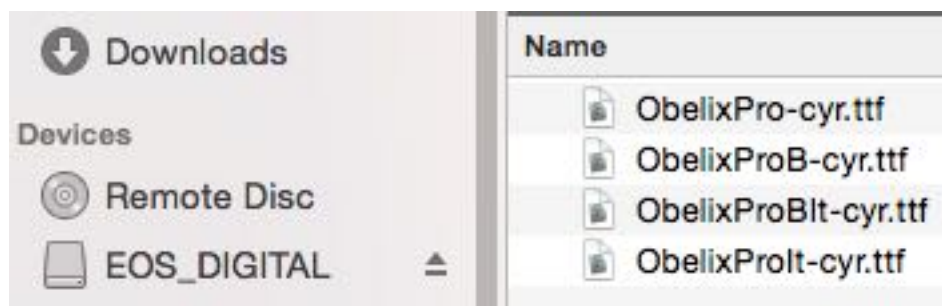 Downloads
Devices
Remote Disc
EOS_DIGITAL
Name
ObelixPro-cyr.ttf
ObelixProB-cyr.ttf
ObelixProBIt-cyr.ttf
ObelixProIt-cyr.ttf